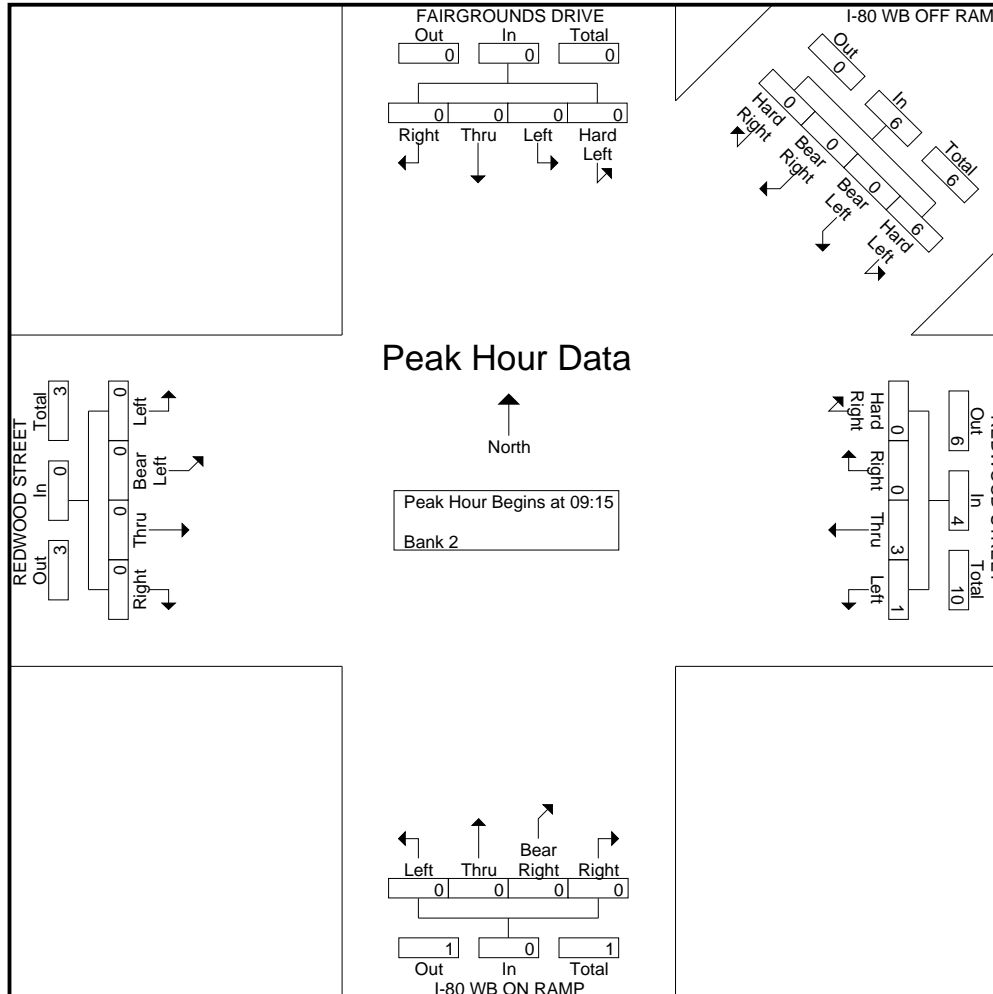 FAIRGROUNDS DRIVE
Out In Total
0 0 0
0 0 0 0
Right Thru Left Hard Left
I-80 WB OFF RAM
Out In Total
0 6 6
0 0 0 6
Hard Right Bear Right Bear Left Hard Left
Peak Hour Data
North
Peak Hour Begins at 09:15
Bank 2
REDWOOD STREET
Total In Out
3 0 3
0 0 0 0
Left Bear Left Thru Right
Out In Total
6 4 10
0 0 3 1
Hard Right Right Thru Left
Left Thru Bear Right Right
0 0 0 0
1 0 1
Out In Total
I-80 WB ON RAMP